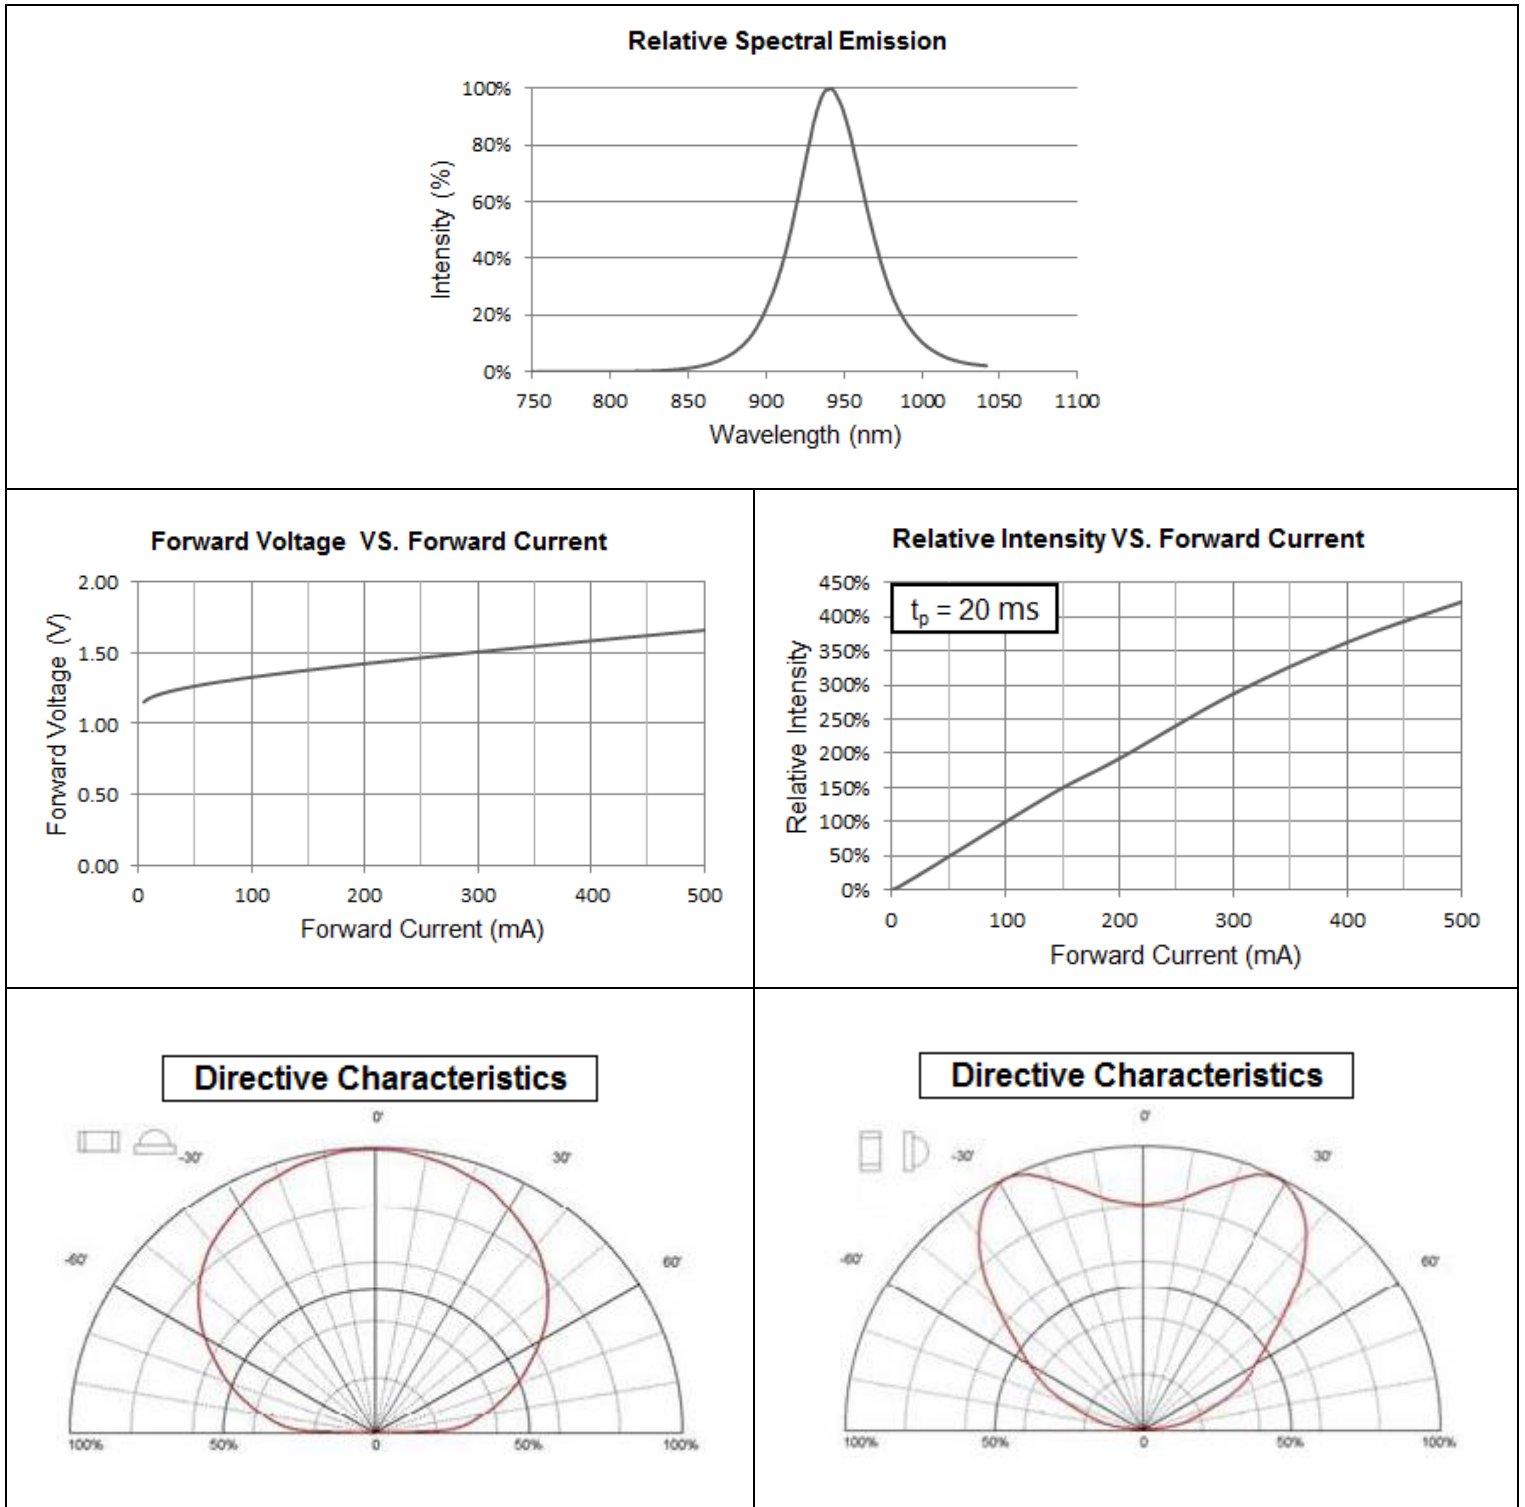 Relative Spectral Emission
100%
80%
60%
40%
20%
0%
Intensity (%)
750 800 850 900 950 1000 1050 1100
Wavelength (nm)
Forward Voltage VS. Forward Current
2.00
1.50
1.00
0.50
0.00
Forward Voltage (V)
0 100 200 300 400 500
Forward Current (mA)
Relative Intensity VS. Forward Current
tp = 20 ms
450%
400%
350%
300%
250%
200%
150%
100%
50%
0%
Relative Intensity
0 100 200 300 400 500
Forward Current (mA)
Directive Characteristics
0'
-30' 30'
-60' 60'
100% 50% 0 50% 100%
Directive Characteristics
0'
-30' 30'
-60' 60'
100% 50% 0 50% 100%